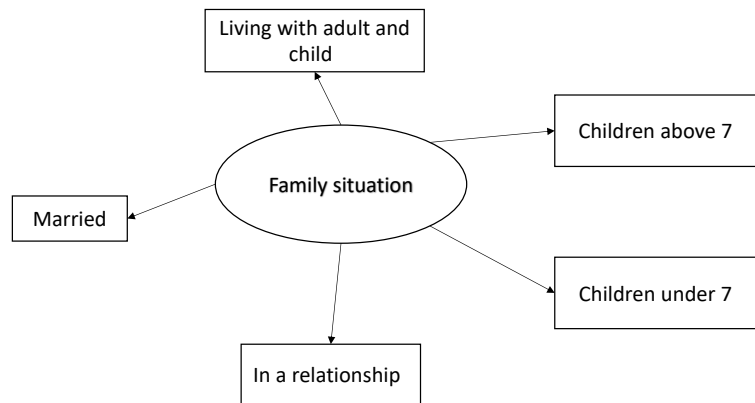 Living with adult and
child
Children above 7
Family situation
Married
Children under 7
In a relationship